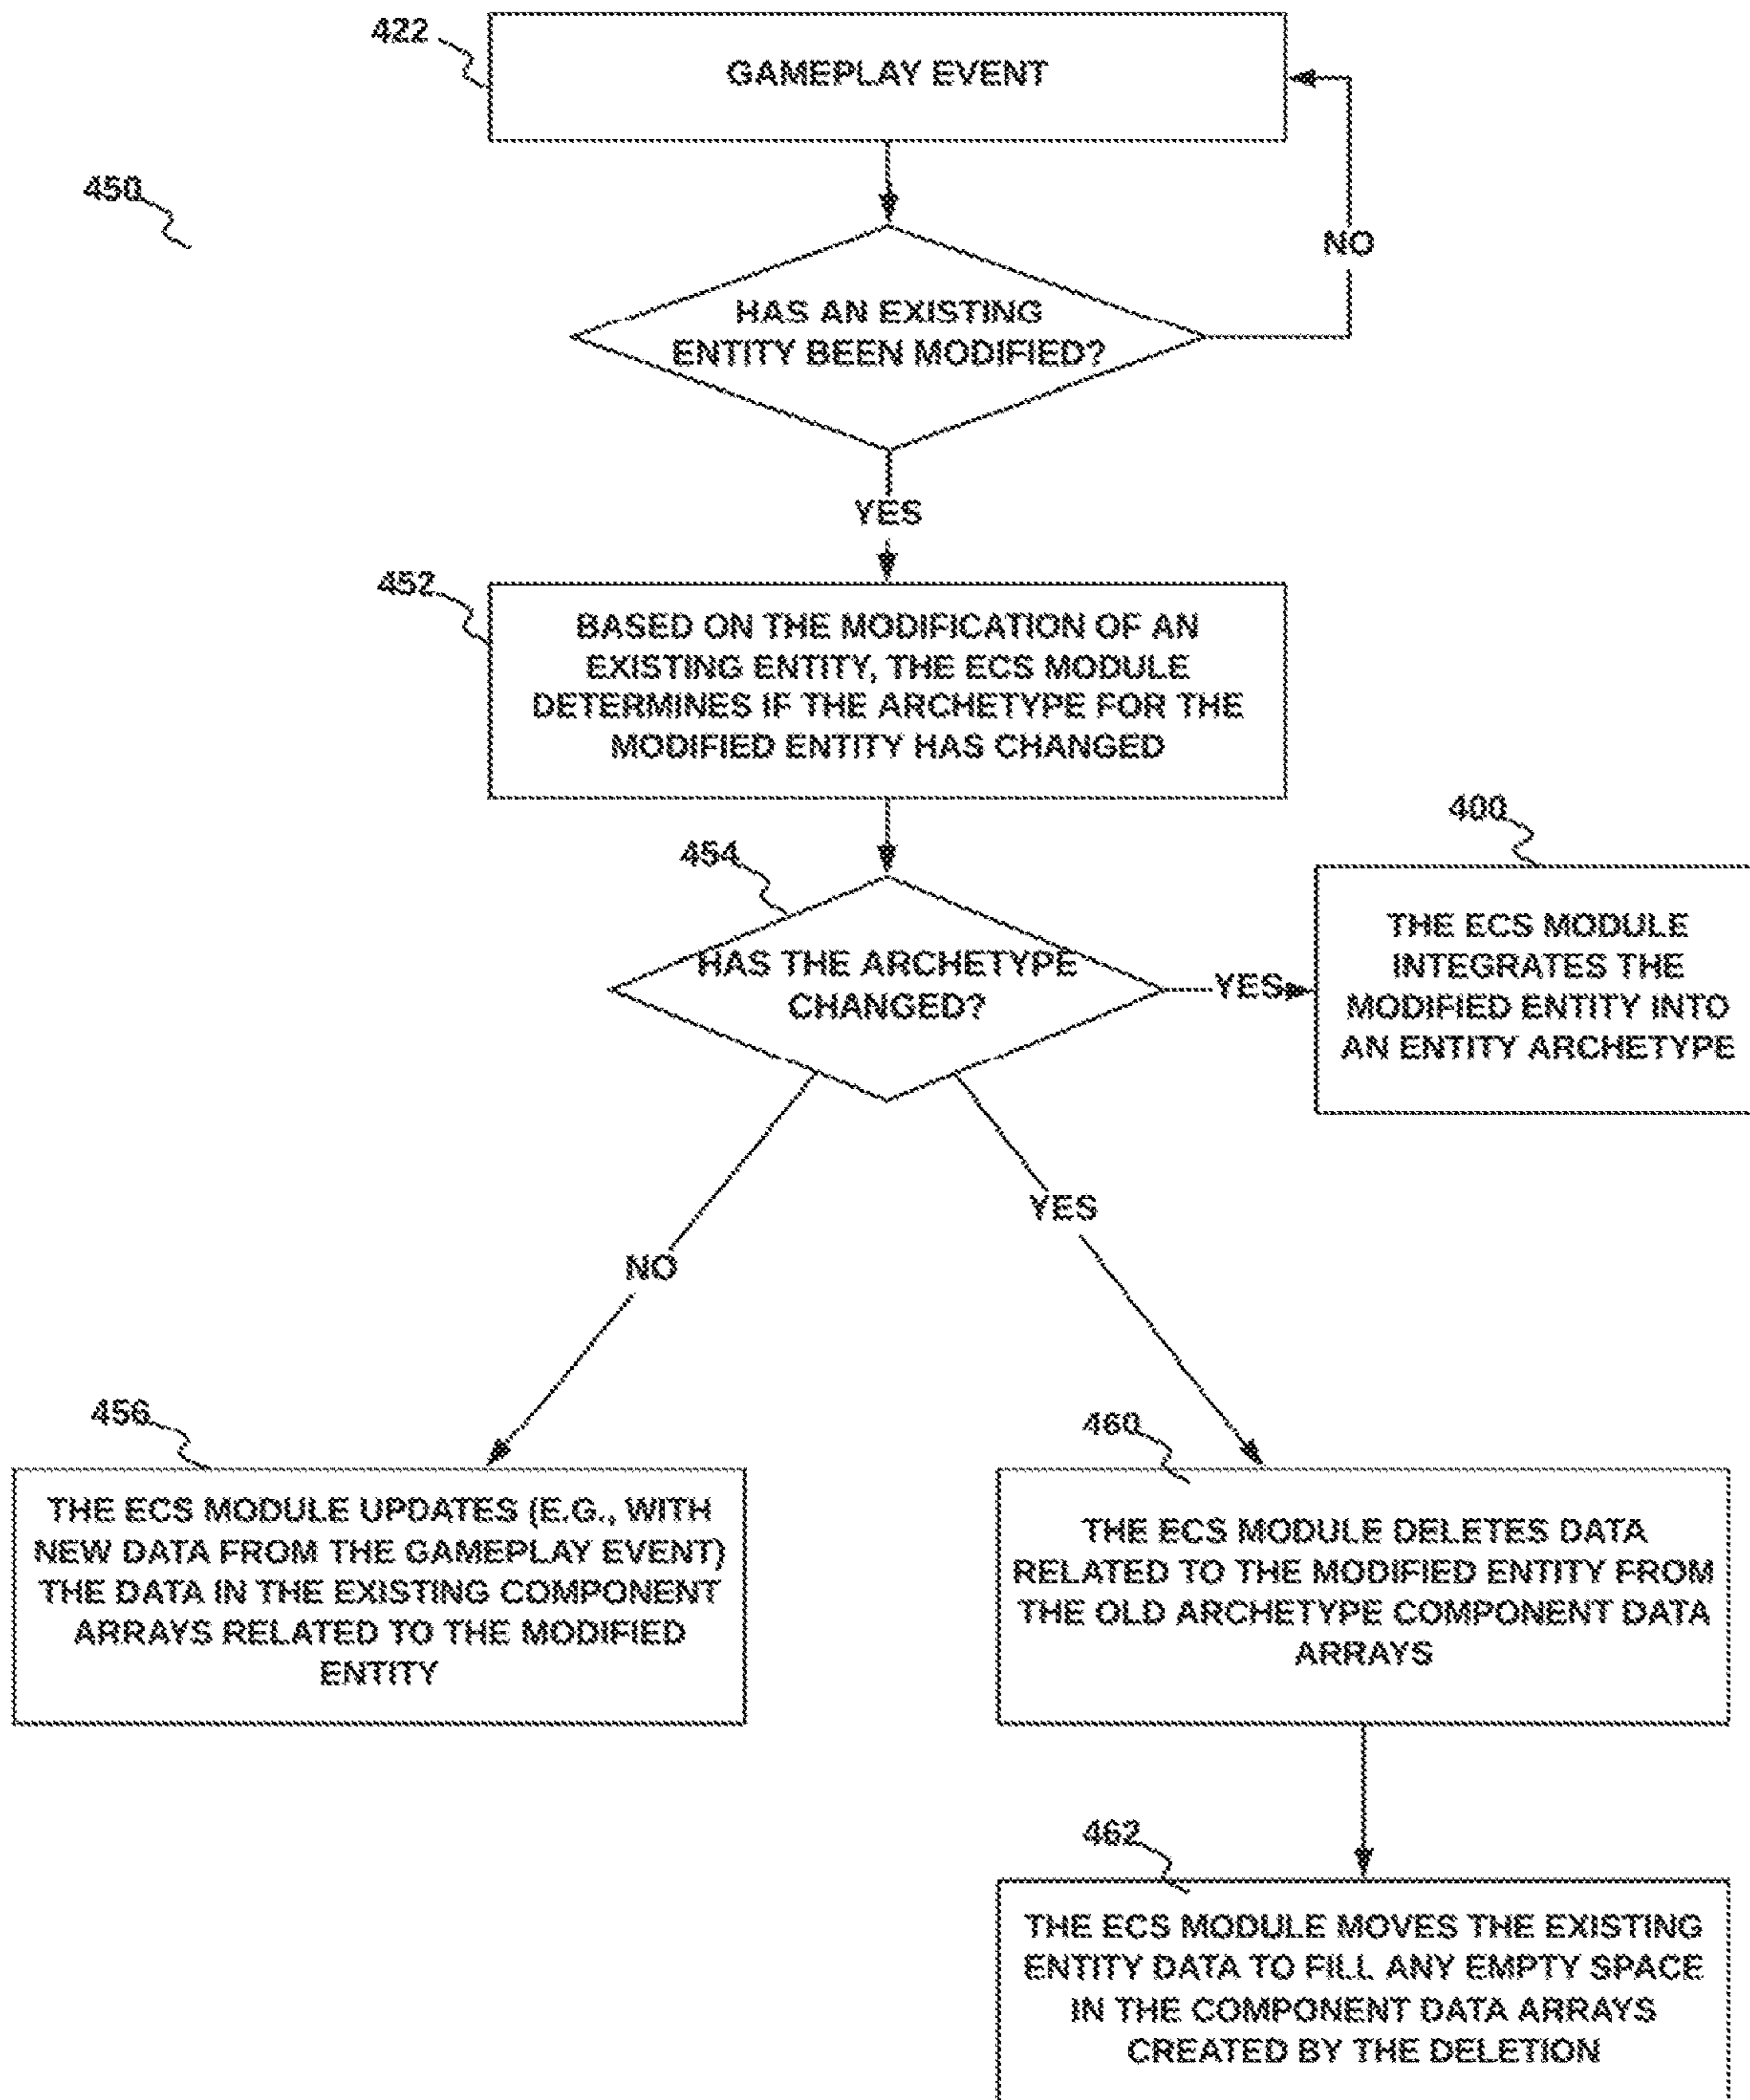 422
GAMEPLAY EVENT
450
NO
HAS AN EXISTING
ENTITY BEEN MODIFIED?
YES
452
BASED ON THE MODIFICATION OF AN
EXISTING ENTITY, THE ECS MODULE
DETERMINES IF THE ARCHETYPE FOR THE
MODIFIED ENTITY HAS CHANGED
454
HAS THE ARCHETYPE
CHANGED?
YES
400
THE ECS MODULE
INTEGRATES THE
MODIFIED ENTITY INTO
AN ENTITY ARCHETYPE
NO
YES
456
THE ECS MODULE UPDATES (E.G., WITH
NEW DATA FROM THE GAMEPLAY EVENT)
THE DATA IN THE EXISTING COMPONENT
ARRAYS RELATED TO THE MODIFIED
ENTITY
460
THE ECS MODULE DELETES DATA
RELATED TO THE MODIFIED ENTITY FROM
THE OLD ARCHETYPE COMPONENT DATA
ARRAYS
462
THE ECS MODULE MOVES THE EXISTING
ENTITY DATA TO FILL ANY EMPTY SPACE
IN THE COMPONENT DATA ARRAYS
CREATED BY THE DELETION